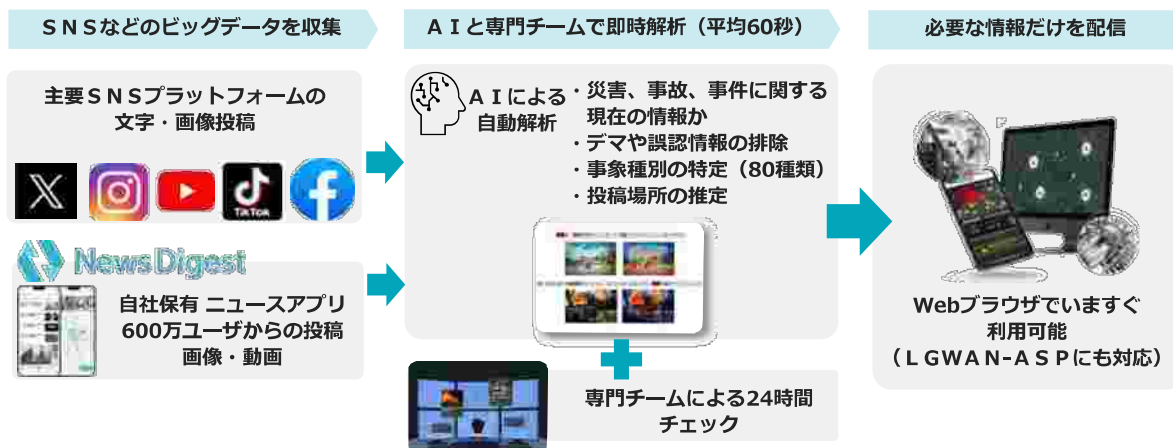 SNSなどのビッグデータを収集
主要SNSプラットフォームの
文字・画像投稿
TikTok
NewsDigest
自社保有 ニュースアプリ
600万ユーザからの投稿
画像・動画
AIと専門チームで即時解析（平均60秒）
AIによる
自動解析
・災害、事故、事件に関する
現在の情報か
・デマや誤認情報の排除
・事象種別の特定（80種類）
・投稿場所の推定
専門チームによる24時間
チェック
必要な情報だけを配信
Webブラウザでいますぐ
利用可能
（LGWAN-ASPにも対応）